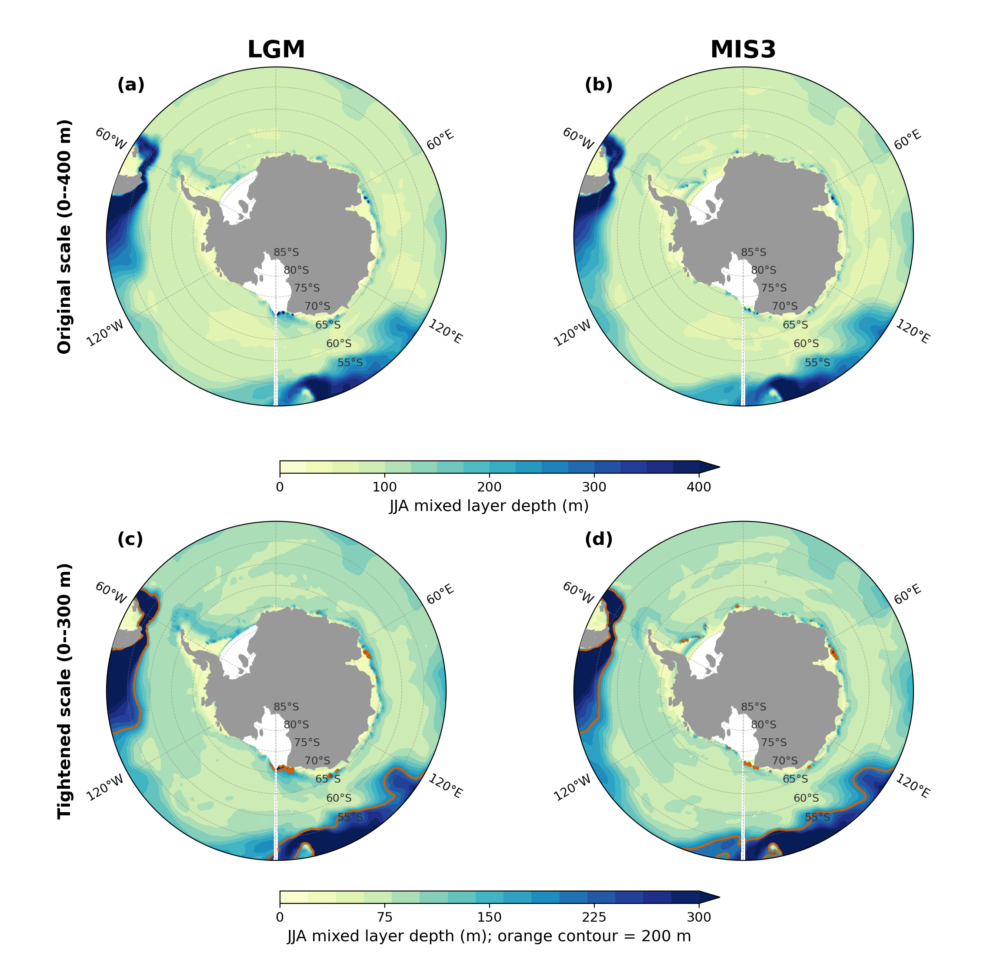 LGM
MIS3
(a)
(b)
Original scale (0--400 m)
60°W
60°E
60°W
60°E
85°S
80°S
75°S
70°S
65°S
60°S
55°S
85°S
80°S
75°S
70°S
65°S
60°S
55°S
120°W
120°E
120°W
120°E
0 100 200 300 400
JJA mixed layer depth (m)
(c)
(d)
Tightened scale (0--300 m)
60°W
60°E
60°W
60°E
85°S
80°S
75°S
70°S
65°S
60°S
55°S
85°S
80°S
75°S
70°S
65°S
60°S
55°S
120°W
120°E
120°W
120°E
0 75 150 225 300
JJA mixed layer depth (m); orange contour = 200 m